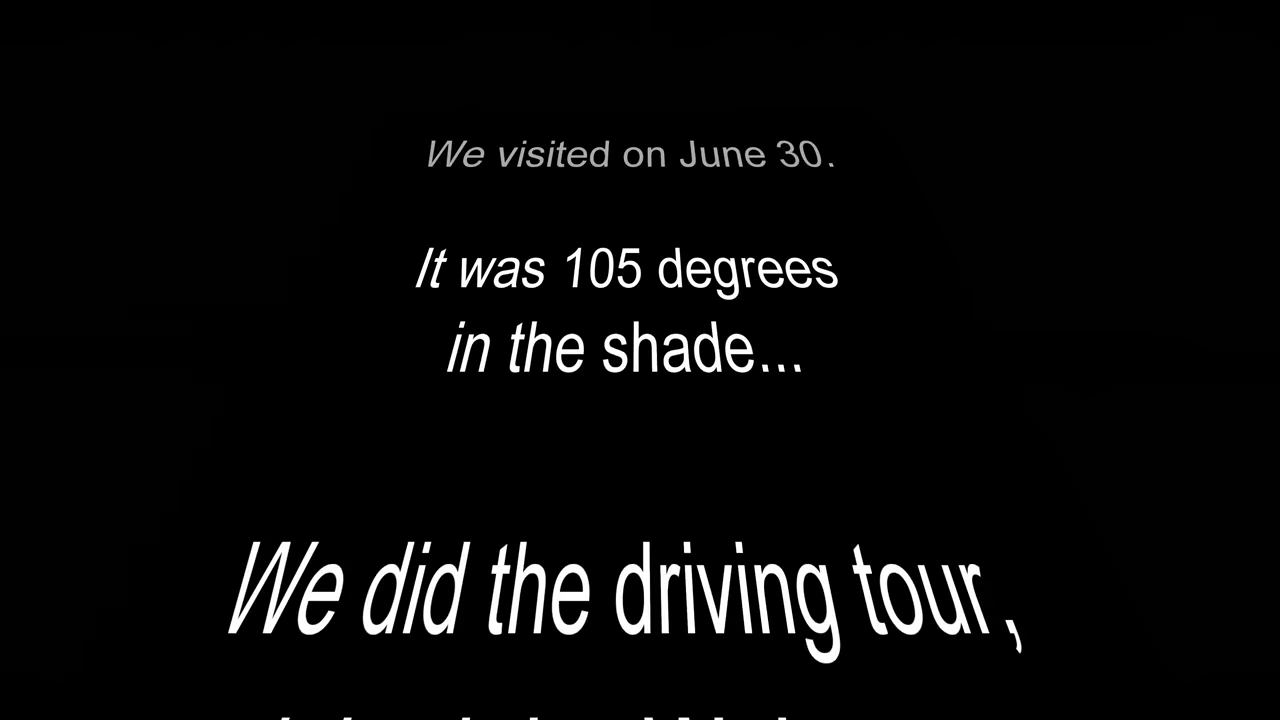 We visited on June 30.
It was 105 degrees
in the shade...
We did the driving tour,